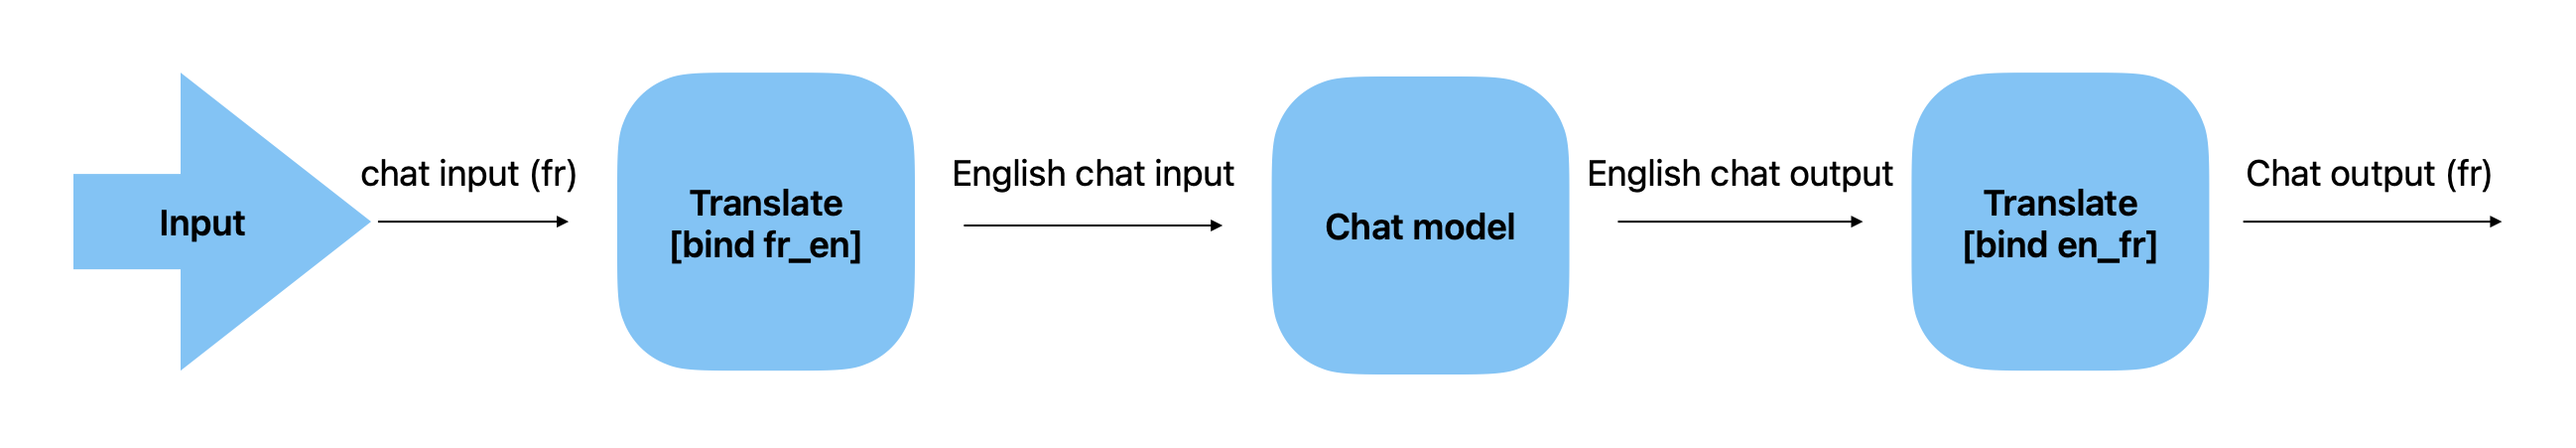 Input
chat input (fr)
Translate
[bind fr_en]
English chat input
Chat model
English chat output
Translate
[bind en_fr]
Chat output (fr)